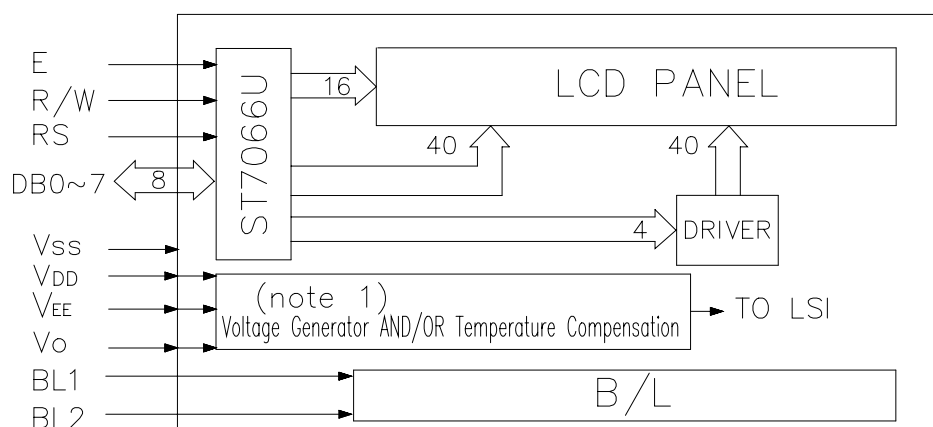 E
R/W
RS
DB0~7
8
ST7066U
16
LCD PANEL
40
40
4
DRIVER
Vss
VDD
VEE
Vo
(note 1)
Voltage Generator AND/OR Temperature Compensation
TO LSI
BL1
BL2
B/L